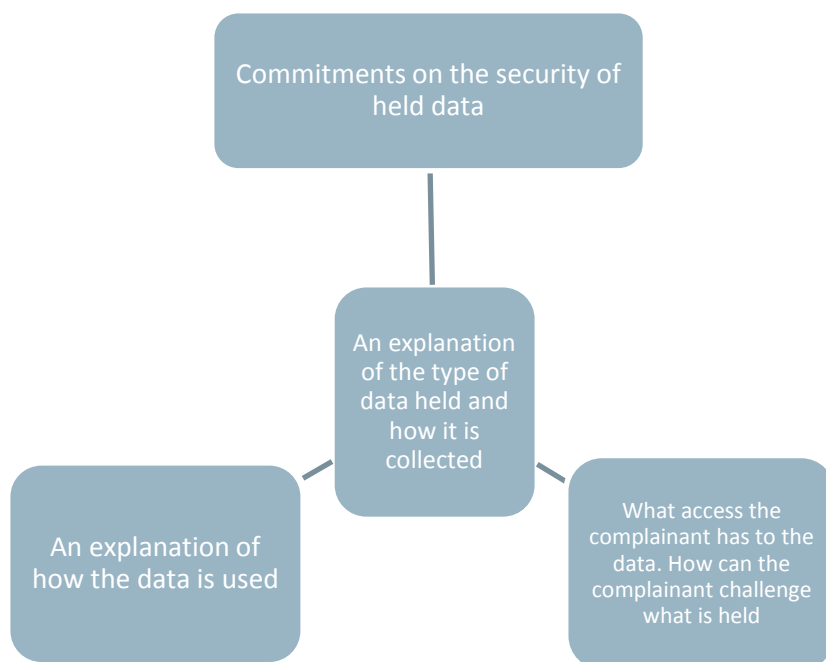 Commitments on the security of
held data
An explanation
of the type of
data held and
how it is
collected
An explanation of
how the data is used
What access the
complainant has to the
data. How can the
complainant challenge
what is held